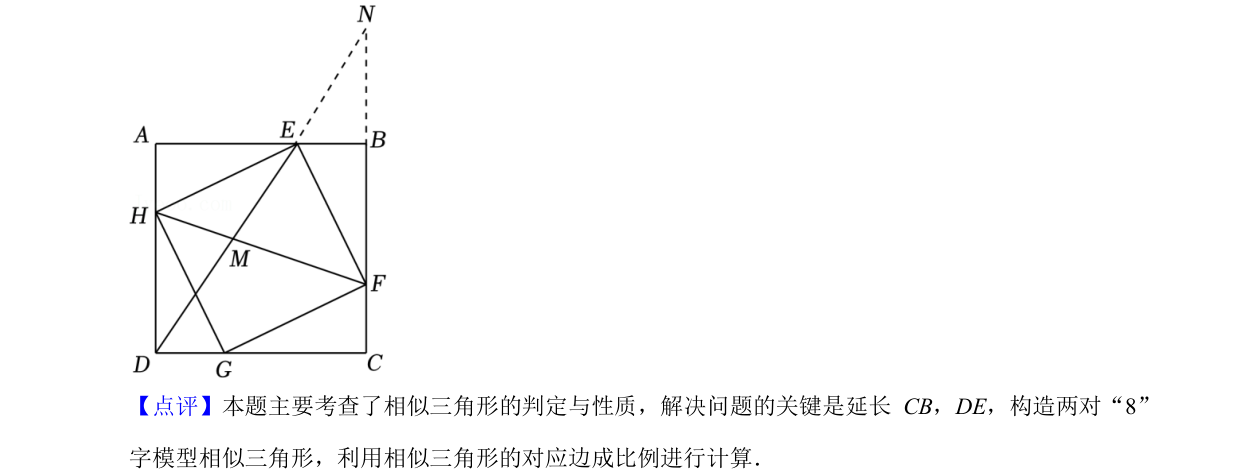 N
A
E
B
H
M
F
D
G
C
【点评】本题主要考查了相似三角形的判定与性质，解决问题的关键是延长 CB，DE，构造两对“8”
字模型相似三角形，利用相似三角形的对应边成比例进行计算．